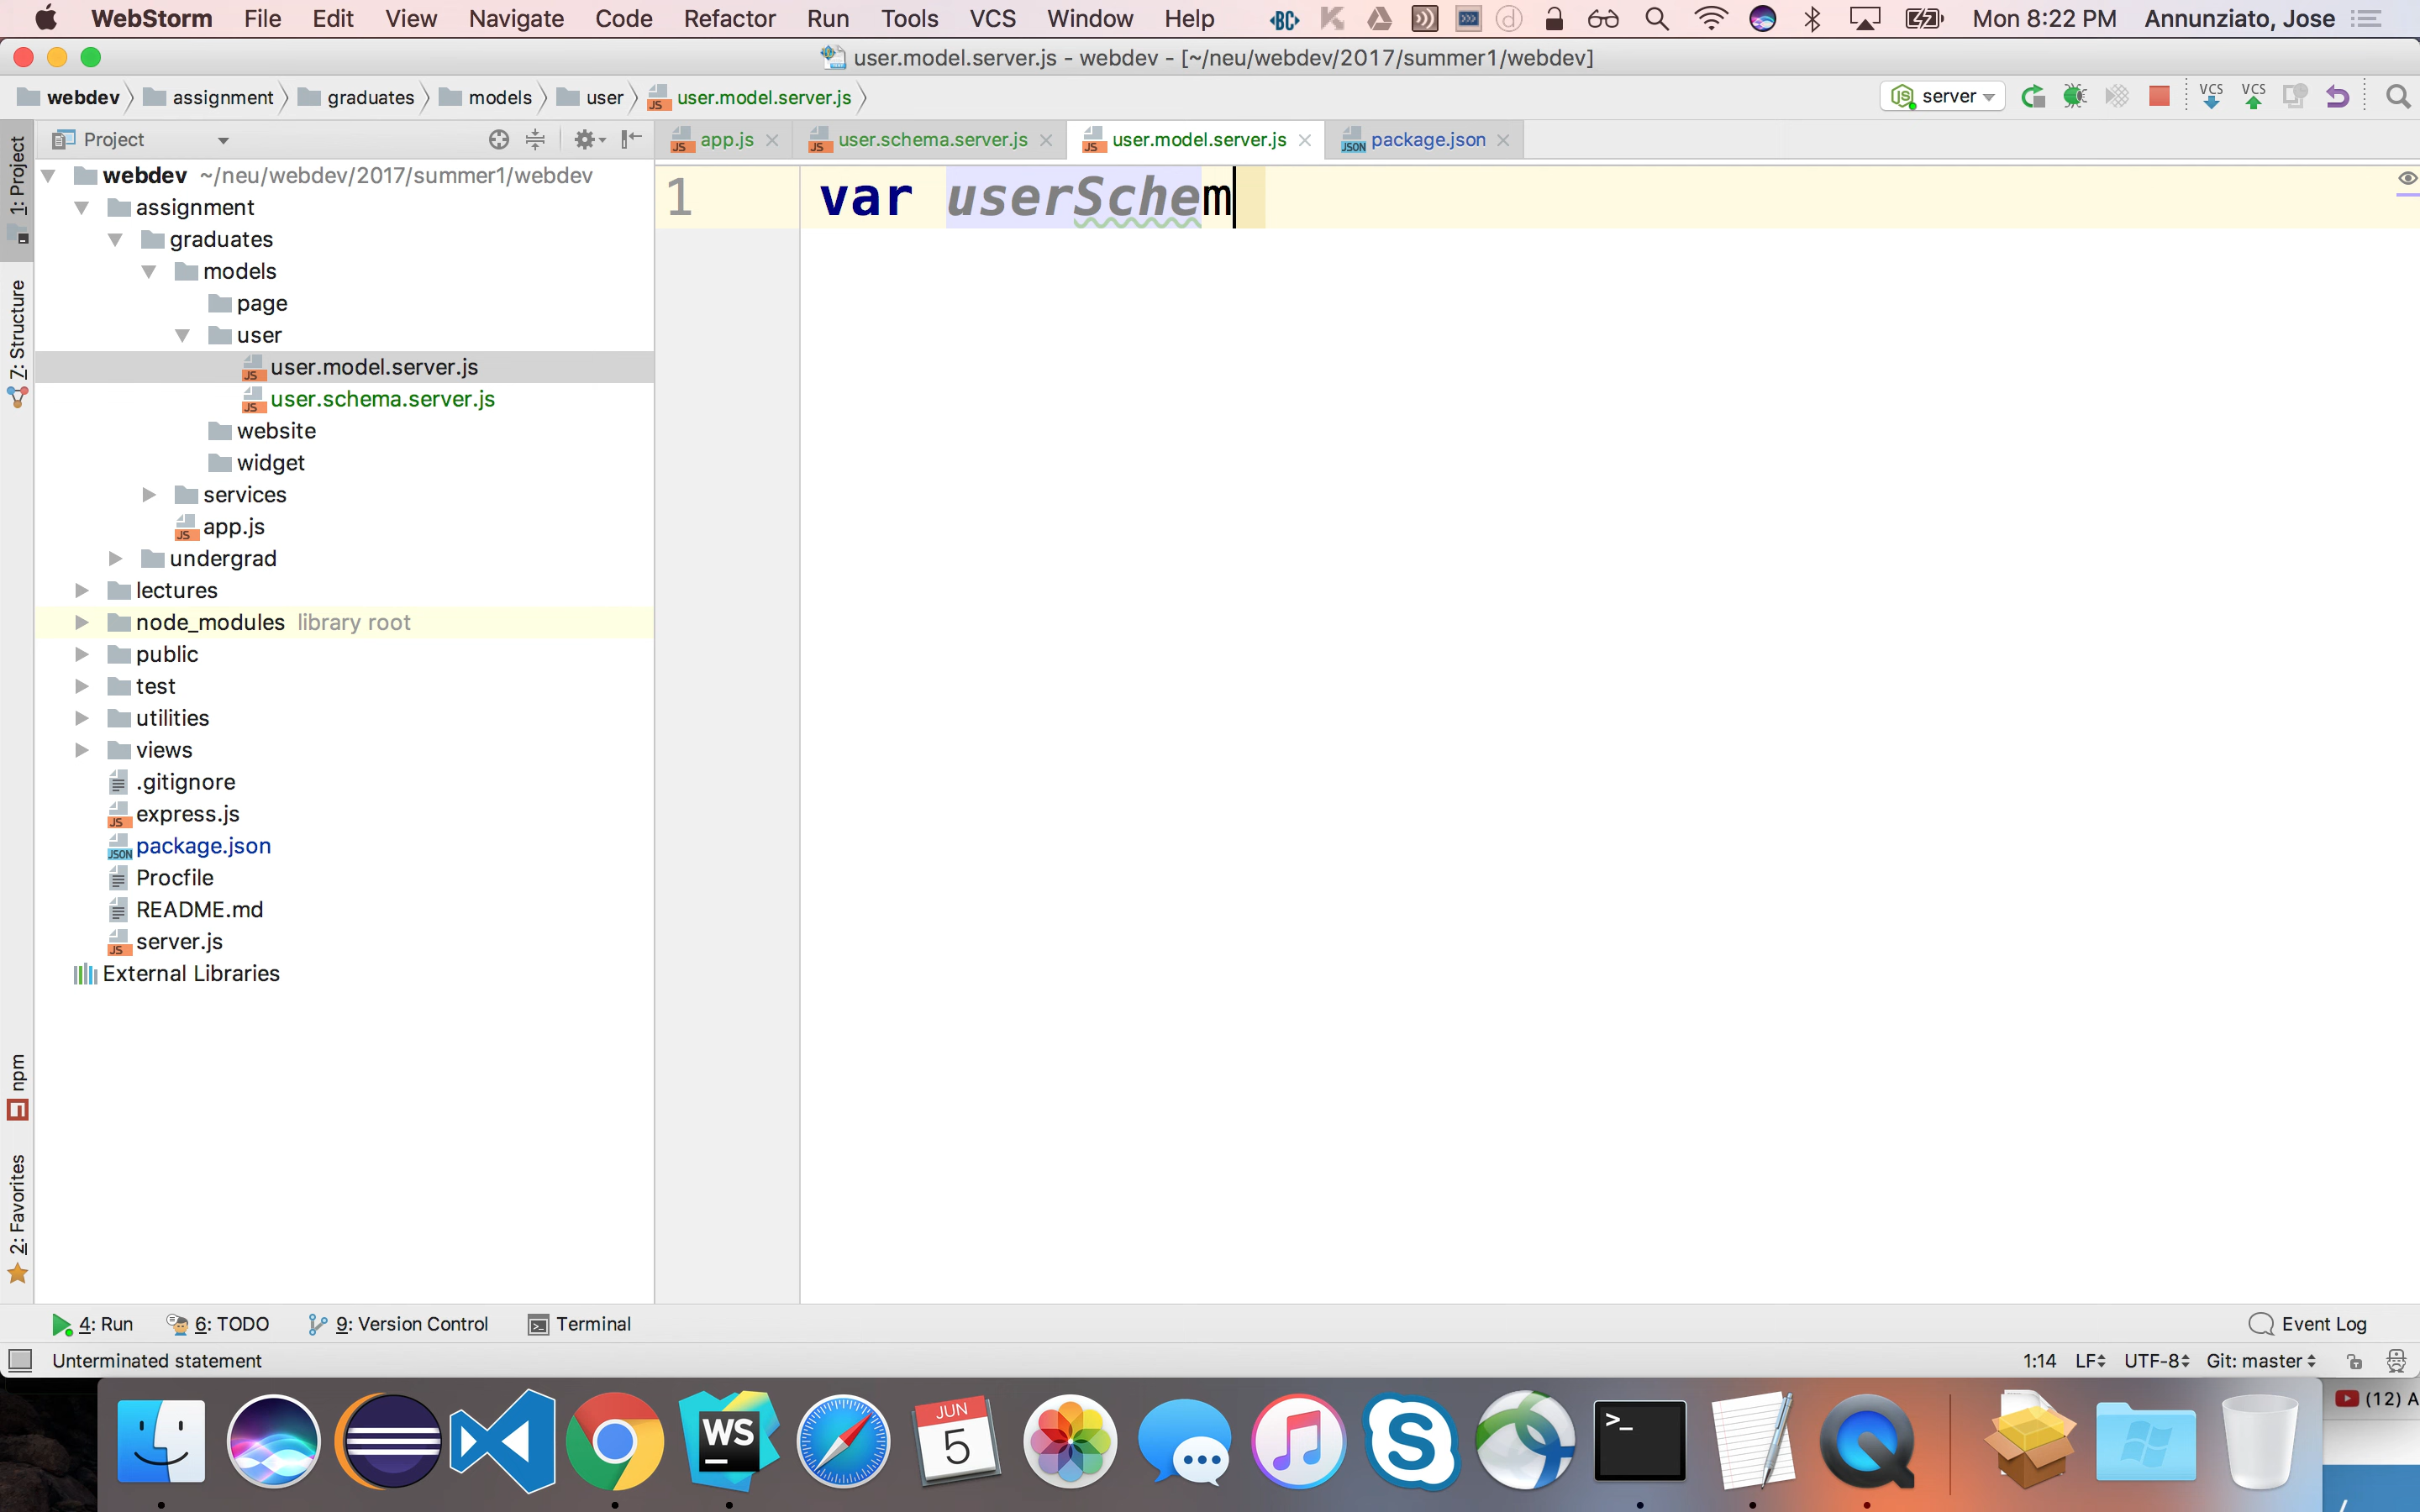 WebStorm File Edit View Navigate Code Refactor Run Tools VCS Window Help BC Mon 8:22 PM Annunziato, Jose
user.model.server.js - webdev - [~/neu/webdev/2017/summer1/webdev]
webdev assignment graduates models user user.model.server.js server VCS VCS
Project app.js user.schema.server.js user.model.server.js package.json
1: Project
7: Structure
npm
2: Favorites
webdev ~/neu/webdev/2017/summer1/webdev
assignment
graduates
models
page
user
user.model.server.js
user.schema.server.js
website
widget
services
app.js
undergrad
lectures
node_modules library root
public
test
utilities
views
.gitignore
express.js
package.json
Procfile
README.md
server.js
External Libraries
1 var userSchem
4: Run 6: TODO 9: Version Control Terminal Event Log
Unterminated statement 1:14 LF UTF-8 Git: master
WS JUN 5 S >_ (12) A